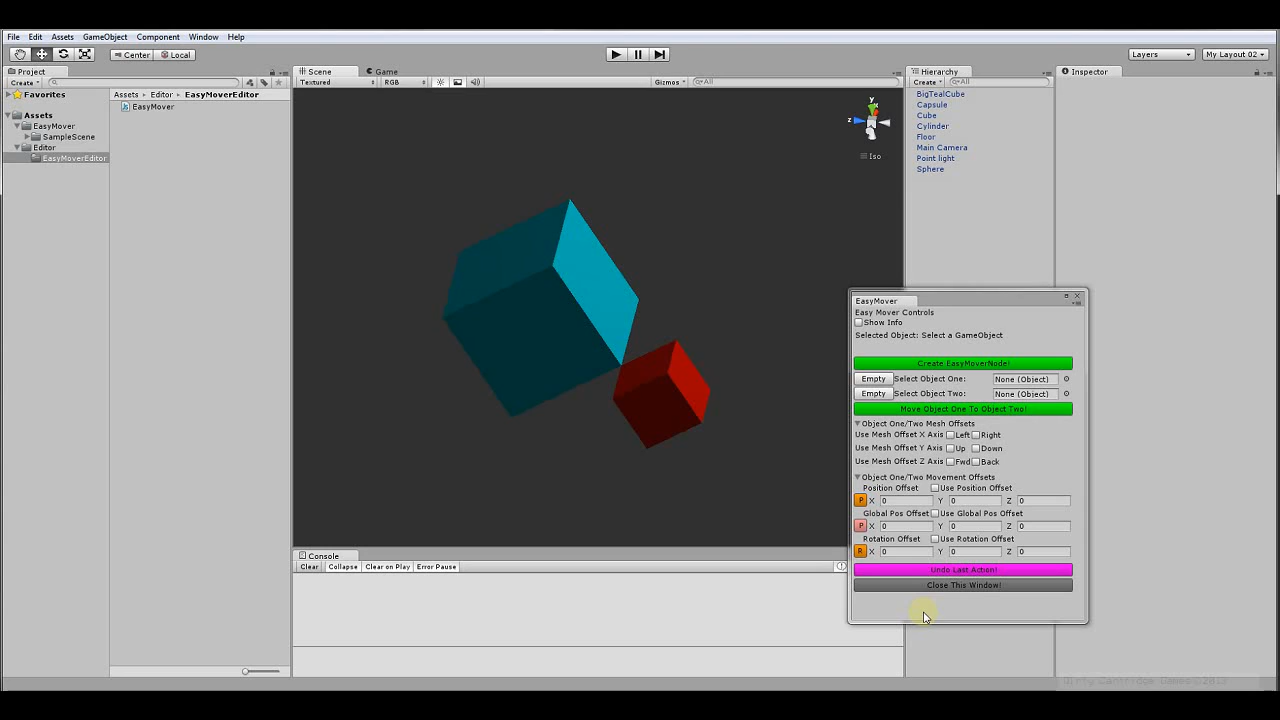 File Edit Assets GameObject Component Window Help
Center Local
Layers
My Layout 02
Project
Create
Favorites
Assets
EasyMover
SampleScene
Editor
EasyMoverEditor
Assets Editor EasyMoverEditor
EasyMover
Scene Game
Textured RGB Gizmos All
y
x
z
Iso
Hierarchy
Create All
BigTealCube
Capsule
Cube
Cylinder
Floor
Main Camera
Point light
Sphere
Inspector
EasyMover
Easy Mover Controls
Show Info
Selected Object: Select a GameObject
Create EasyMoverNode!
Empty Select Object One: None (Object)
Empty Select Object Two: None (Object)
Move Object One To Object Two!
Object One/Two Mesh Offsets
Use Mesh Offset X Axis Left Right
Use Mesh Offset Y Axis Up Down
Use Mesh Offset Z Axis Fwd Back
Object One/Two Movement Offsets
Position Offset Use Position Offset
P X 0 Y 0 Z 0
Global Pos Offset Use Global Pos Offset
P X 0 Y 0 Z 0
Rotation Offset Use Rotation Offset
R X 0 Y 0 Z 0
Undo Last Action!
Close This Window!
Console
Clear Collapse Clear on Play Error Pause
Dirty Cartridge Games